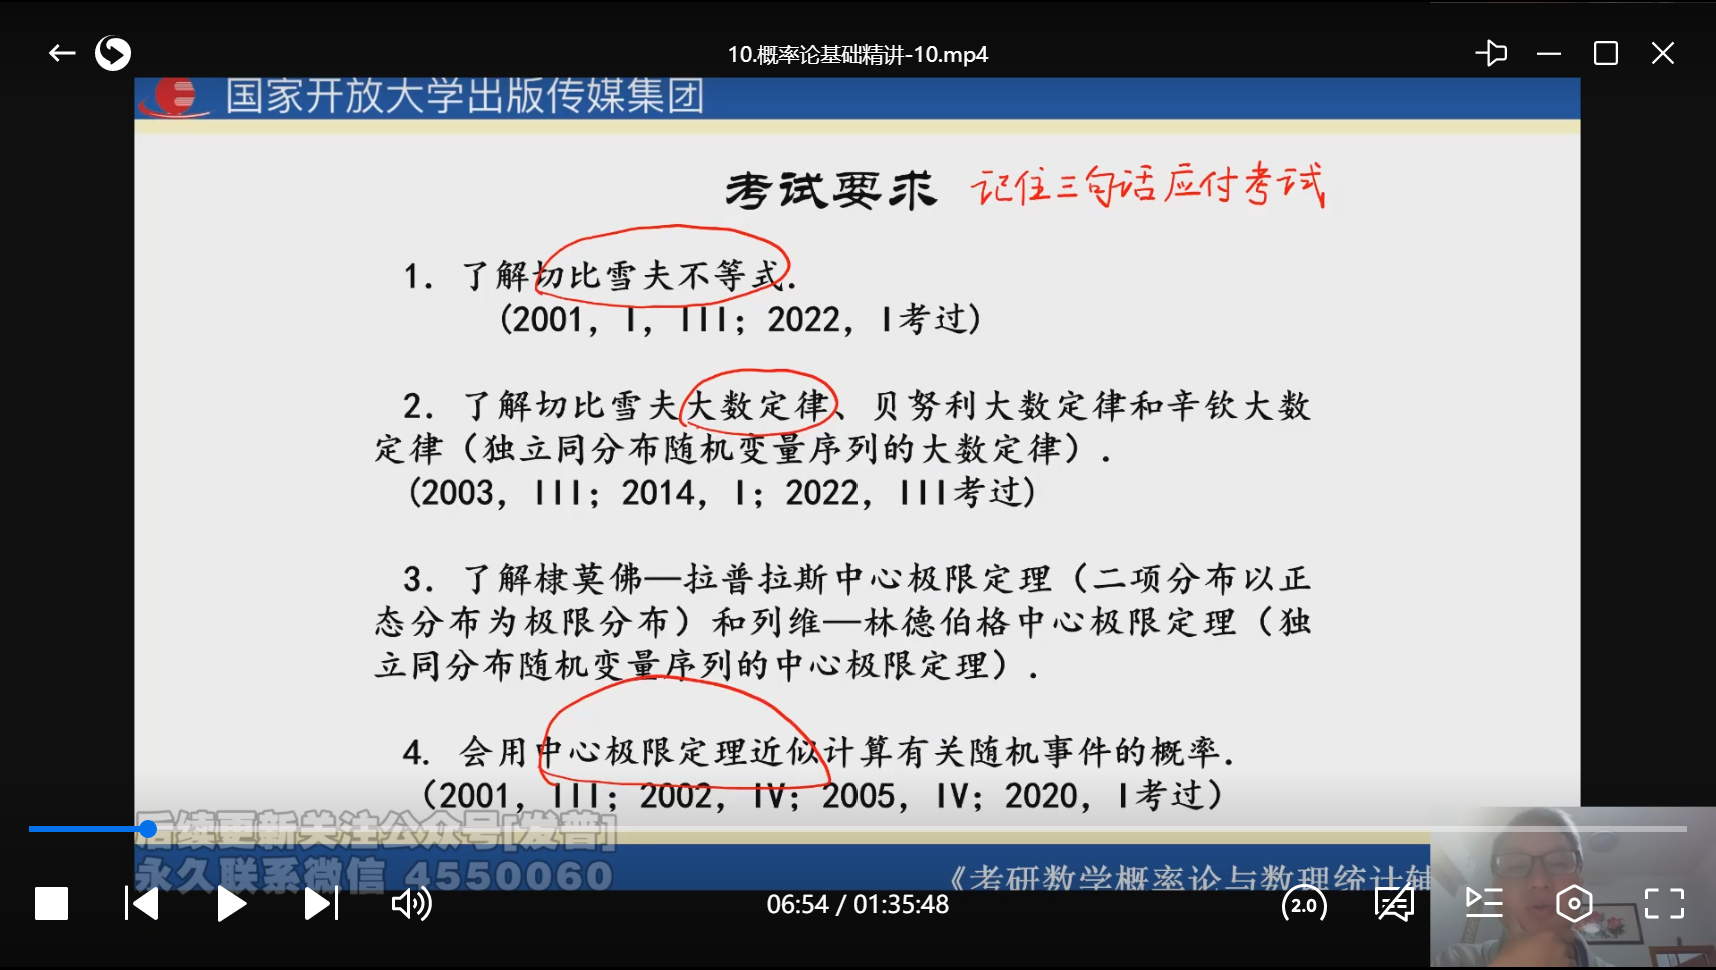 10.概率论基础精讲-10.mp4
国家开放大学出版传媒集团
考试要求 记住三句话应付考试
1. 了解切比雪夫不等式.
(2001, I, III; 2022, I考过)
2. 了解切比雪夫大数定律、贝努利大数定律和辛钦大数
定律（独立同分布随机变量序列的大数定律）.
(2003, III; 2014, I; 2022, III考过)
3. 了解棣莫佛—拉普拉斯中心极限定理（二项分布以正
态分布为极限分布）和列维—林德伯格中心极限定理（独
立同分布随机变量序列的中心极限定理）.
4. 会用中心极限定理近似计算有关随机事件的概率.
(2001, III; 2002, IV; 2005, IV; 2020, I考过)
后续更新关注公众号[发普]
永久联系微信 4550060
《考研数学概率论与数理统计辅
06:54 / 01:35:48
2.0